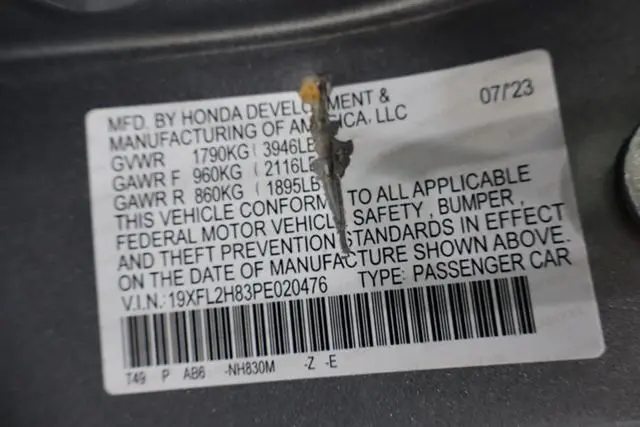 MFD. BY HONDA DEVELOPMENT & 07/'23
MANUFACTURING OF AMERICA, LLC
GVWR 1790KG ( 3946LB
GAWR F 960KG ( 2116LB
GAWR R 860KG ( 1895LB
THIS VEHICLE CONFORMS TO ALL APPLICABLE
FEDERAL MOTOR VEHICLE SAFETY , BUMPER ,
AND THEFT PREVENTION STANDARDS IN EFFECT
ON THE DATE OF MANUFACTURE SHOWN ABOVE.
V.I.N.:19XFL2H83PE020476 TYPE: PASSENGER CAR
T49 P AB6 -NH830M -Z -E